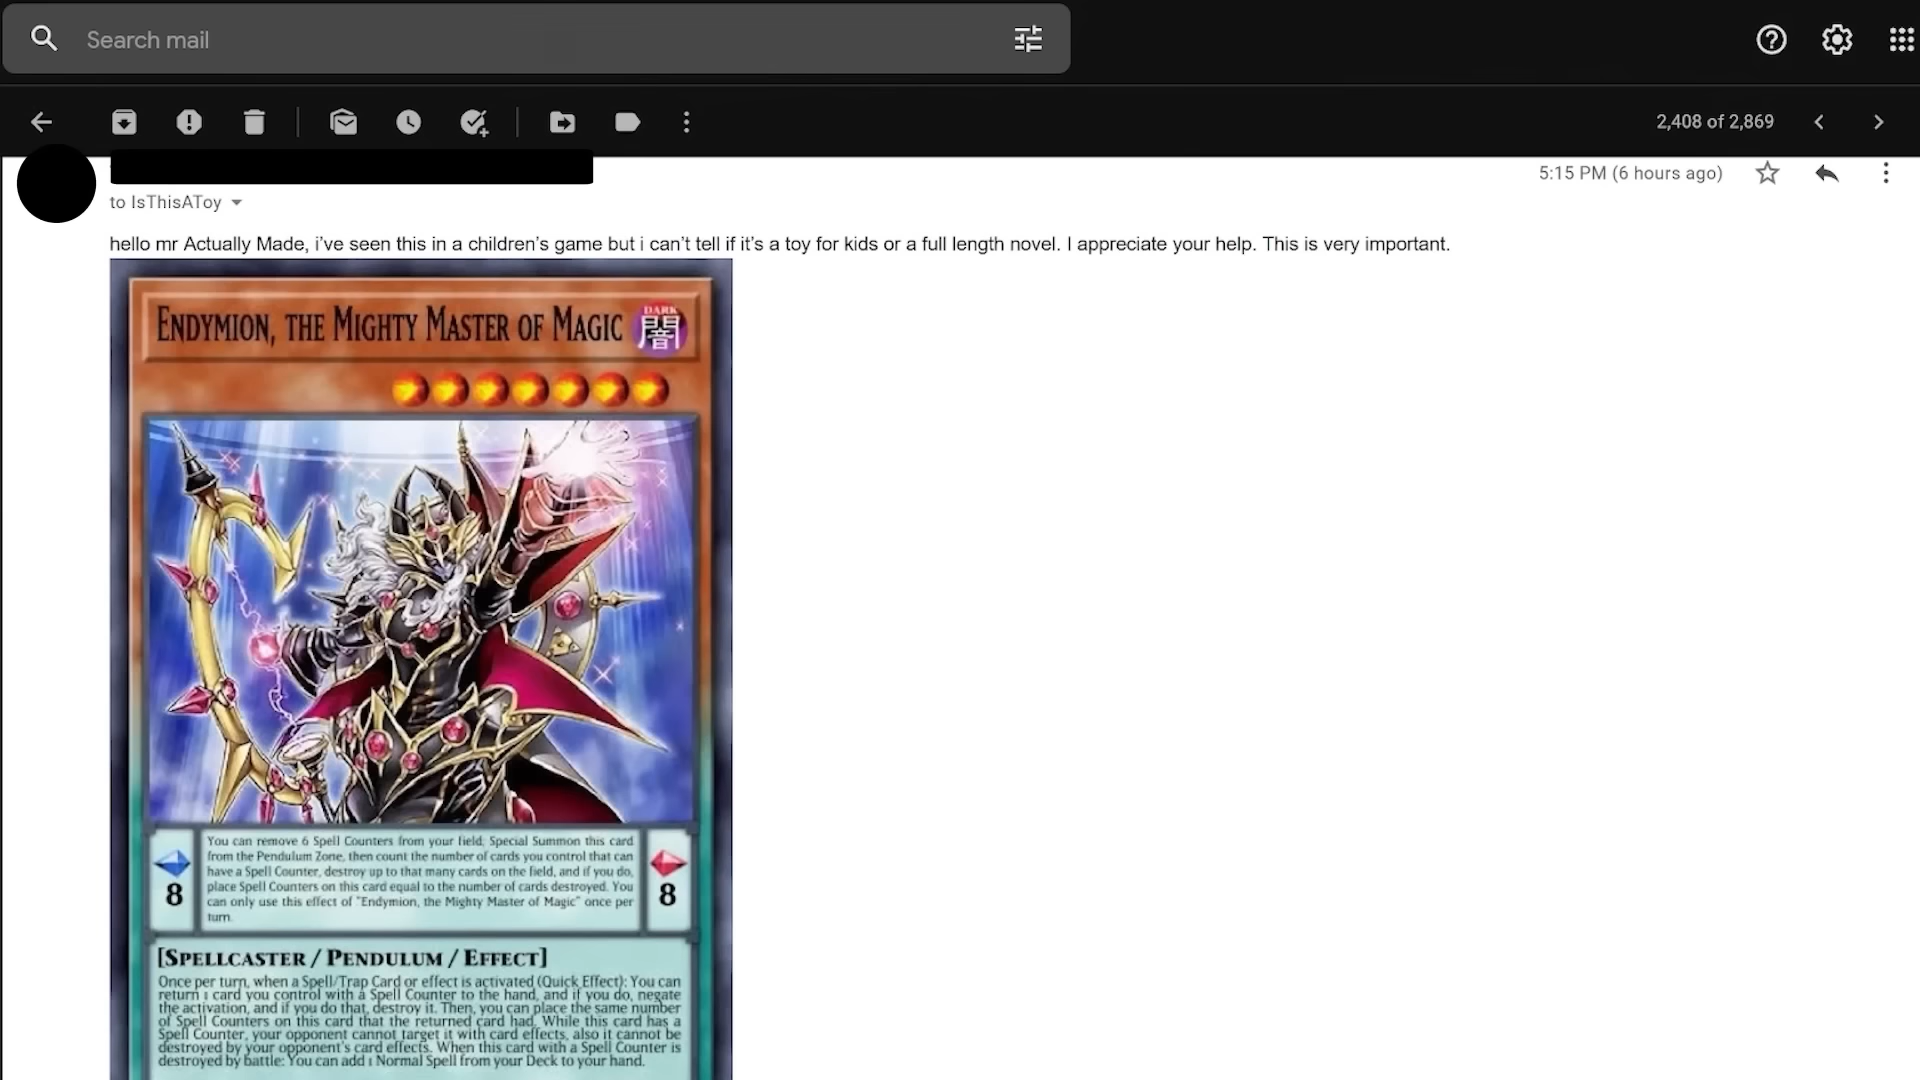 Search mail
2,408 of 2,869
5:15 PM (6 hours ago)
to IsThisAToy
hello mr Actually Made, i've seen this in a children's game but i can't tell if it's a toy for kids or a full length novel. I appreciate your help. This is very important.
Endymion, the Mighty Master of Magic
DARK
闇
You can remove 6 Spell Counters from your field; Special Summon this card
from the Pendulum Zone, then count the number of cards you control that can
have a Spell Counter, destroy up to that many cards on the field, and if you do,
place Spell Counters on this card equal to the number of cards destroyed. You
can only use this effect of "Endymion, the Mighty Master of Magic" once per
turn.
8
8
[Spellcaster / Pendulum / Effect]
Once per turn, when a Spell/Trap Card or effect is activated (Quick Effect): You can
return 1 card you control with a Spell Counter to the hand, and if you do, negate
the activation, and if you do that, destroy it. Then, you can place the same number
of Spell Counters on this card that the returned card had. While this card has a
Spell Counter, your opponent cannot target it with card effects, also it cannot be
destroyed by your opponent's card effects. When this card with a Spell Counter is
destroyed by battle: You can add 1 Normal Spell from your Deck to your hand.